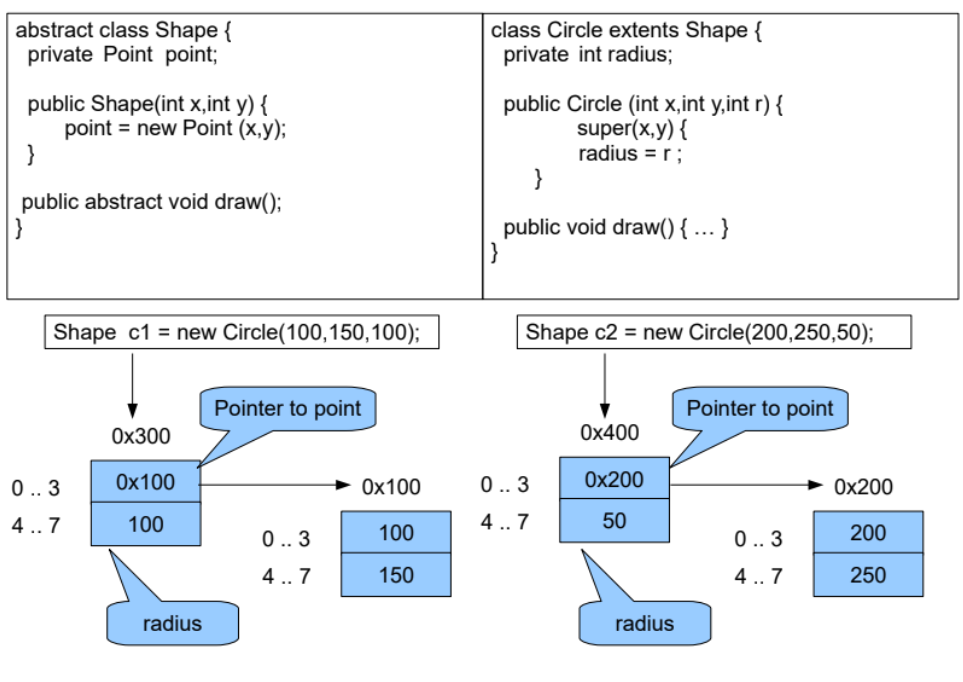 abstract class Shape {
private Point point;
public Shape(int x,int y) {
point = new Point (x,y);
}
public abstract void draw();
}
class Circle extents Shape {
private int radius;
public Circle (int x,int y,int r) {
super(x,y) {
radius = r ;
}
public void draw() { … }
}
Shape c1 = new Circle(100,150,100);
Pointer to point
0x300
0 .. 3
0x100
0x100
4 .. 7
100
0 .. 3
100
4 .. 7
150
radius
Shape c2 = new Circle(200,250,50);
Pointer to point
0x400
0 .. 3
0x200
0x200
4 .. 7
50
0 .. 3
200
4 .. 7
250
radius